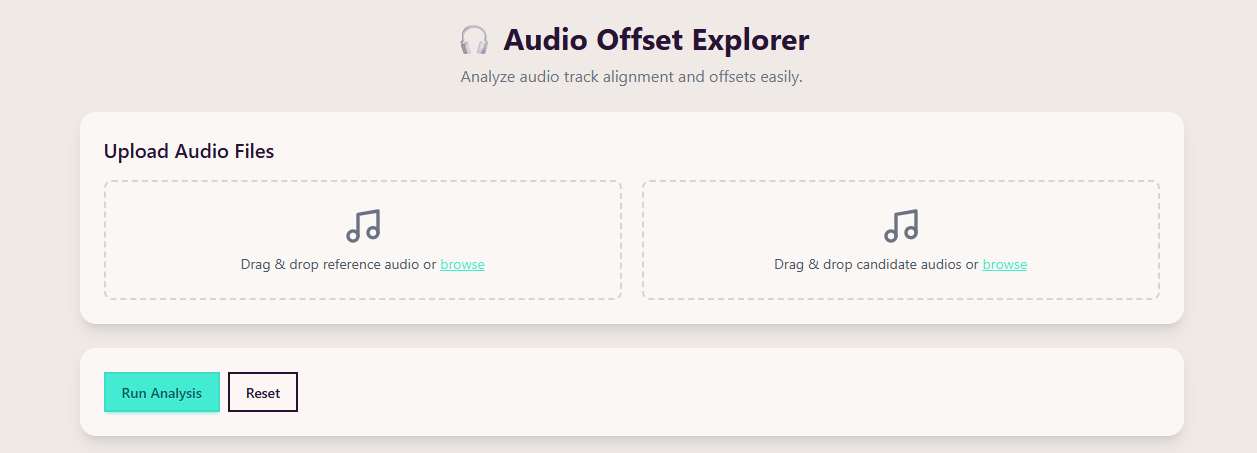 Audio Offset Explorer
Analyze audio track alignment and offsets easily.
Upload Audio Files
Drag & drop reference audio or browse
Drag & drop candidate audios or browse
Run Analysis
Reset